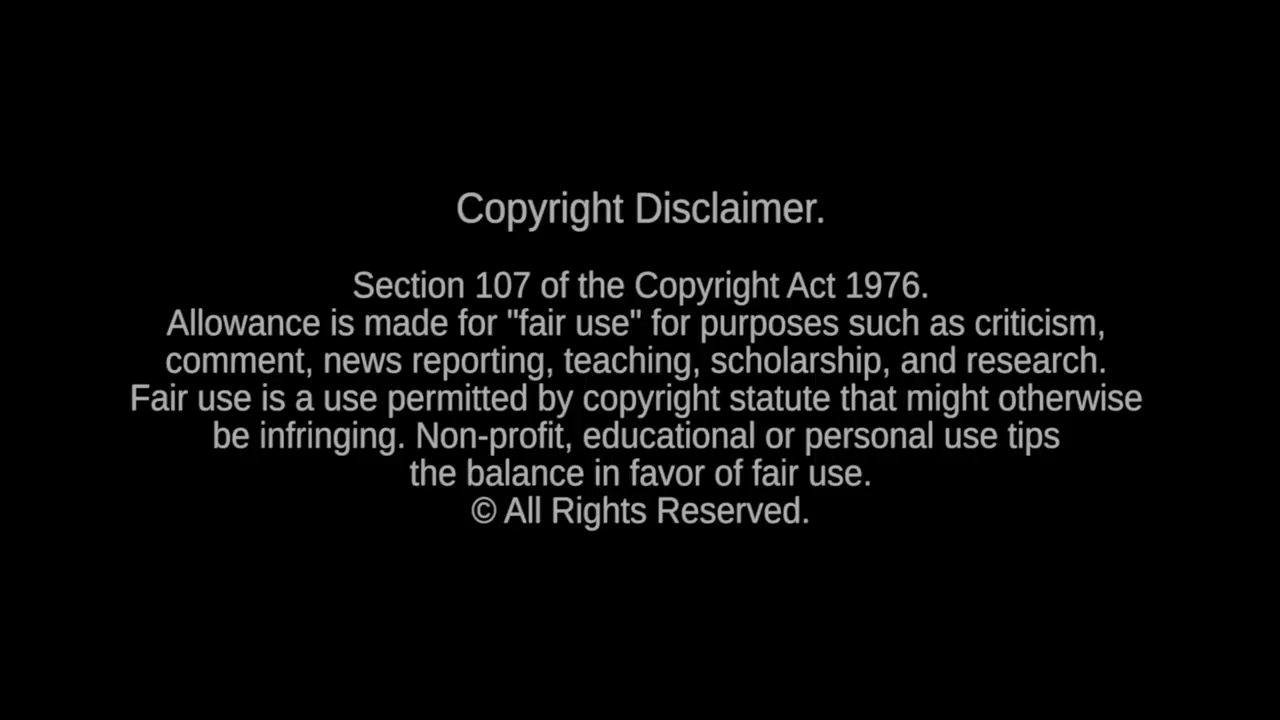 Copyright Disclaimer.
Section 107 of the Copyright Act 1976.
Allowance is made for "fair use" for purposes such as criticism,
comment, news reporting, teaching, scholarship, and research.
Fair use is a use permitted by copyright statute that might otherwise
be infringing. Non-profit, educational or personal use tips
the balance in favor of fair use.
© All Rights Reserved.